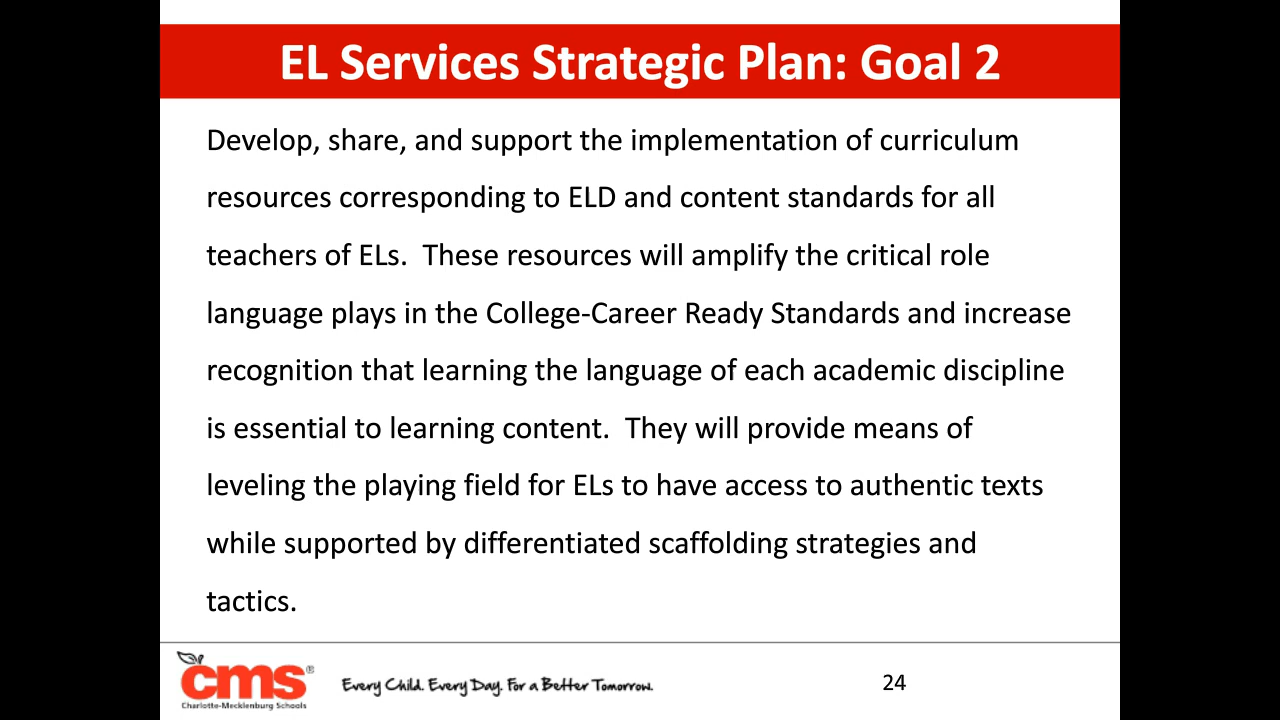 EL Services Strategic Plan: Goal 2
Develop, share, and support the implementation of curriculum
resources corresponding to ELD and content standards for all
teachers of ELs.  These resources will amplify the critical role
language plays in the College-Career Ready Standards and increase
recognition that learning the language of each academic discipline
is essential to learning content.  They will provide means of
leveling the playing field for ELs to have access to authentic texts
while supported by differentiated scaffolding strategies and
tactics.
cms®
Charlotte-Mecklenburg Schools
Every Child. Every Day. For a Better Tomorrow.
24